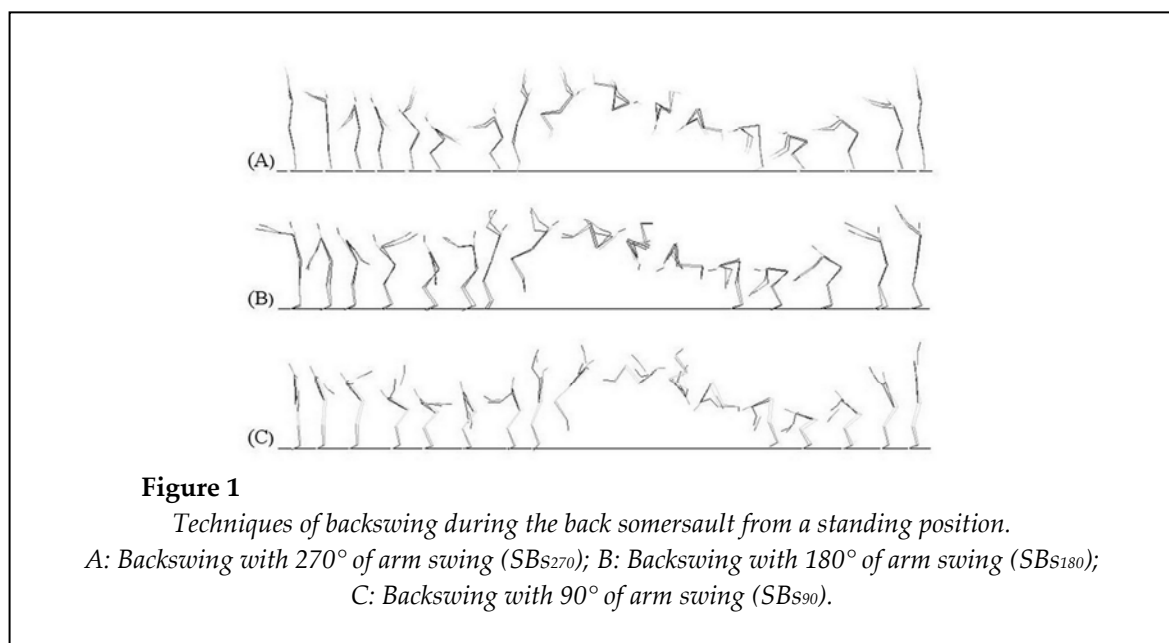 (A)
(B)
(C)
Figure 1
Techniques of backswing during the back somersault from a standing position.
A: Backswing with 270° of arm swing (SBs270); B: Backswing with 180° of arm swing (SBs180);
C: Backswing with 90° of arm swing (SBs90).